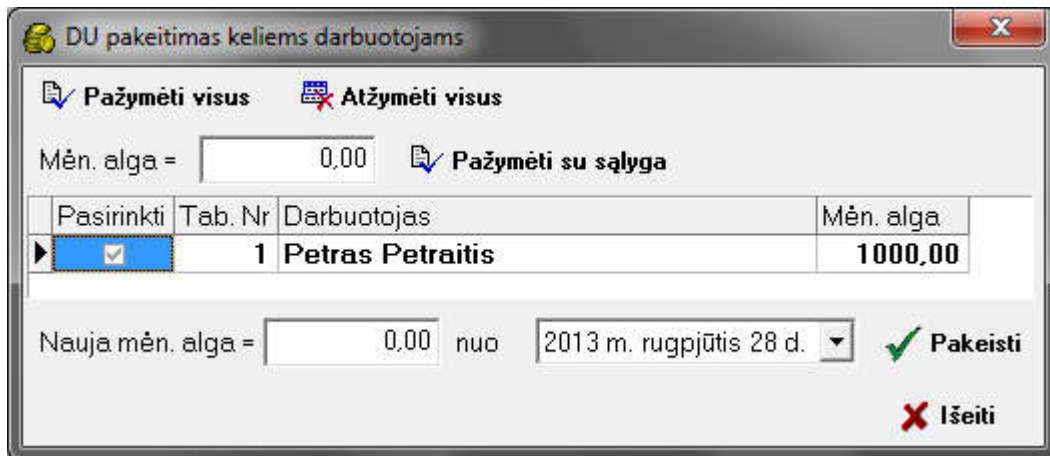 DU pakeitimas keliems darbuotojams
Pažymėti visus Atžymėti visus
Mėn. alga = 0,00 Pažymėti su sąlyga
Pasirinkti Tab. Nr Darbuotojas Mėn. alga
1 Petras Petraitis 1000,00
Nauja mėn. alga = 0,00 nuo 2013 m. rugpjūtis 28 d. Pakeisti
Išeiti